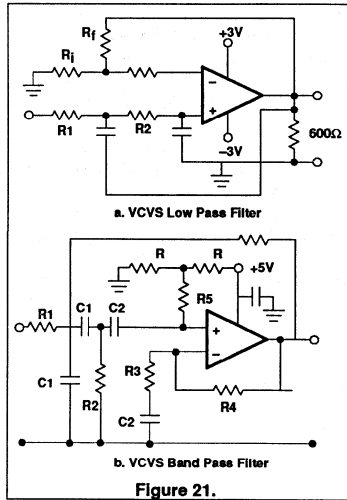 Rf
+3V
Ri
−
+
R1
R2
−3V
600Ω
a. VCVS Low Pass Filter
R
R
+5V
R1
C1
C2
R5
+
−
R3
C1
R2
R4
C2
b. VCVS Band Pass Filter
Figure 21.